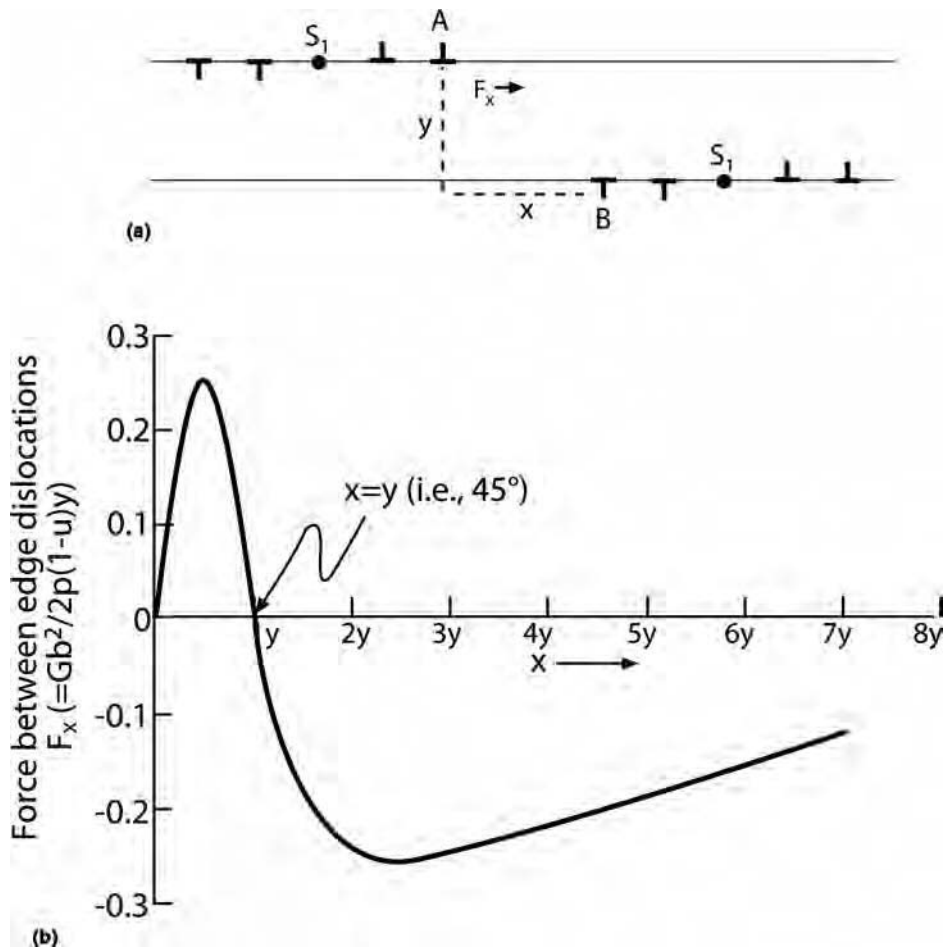 A
S1
Fx
y
S1
x
B
(a)
Force between edge dislocations
Fx (=Gb²/2p(1-u)y)
0.3
0.2
0.1
0
-0.1
-0.2
-0.3
x=y (i.e., 45°)
y 2y 3y 4y 5y 6y 7y 8y
x
(b)